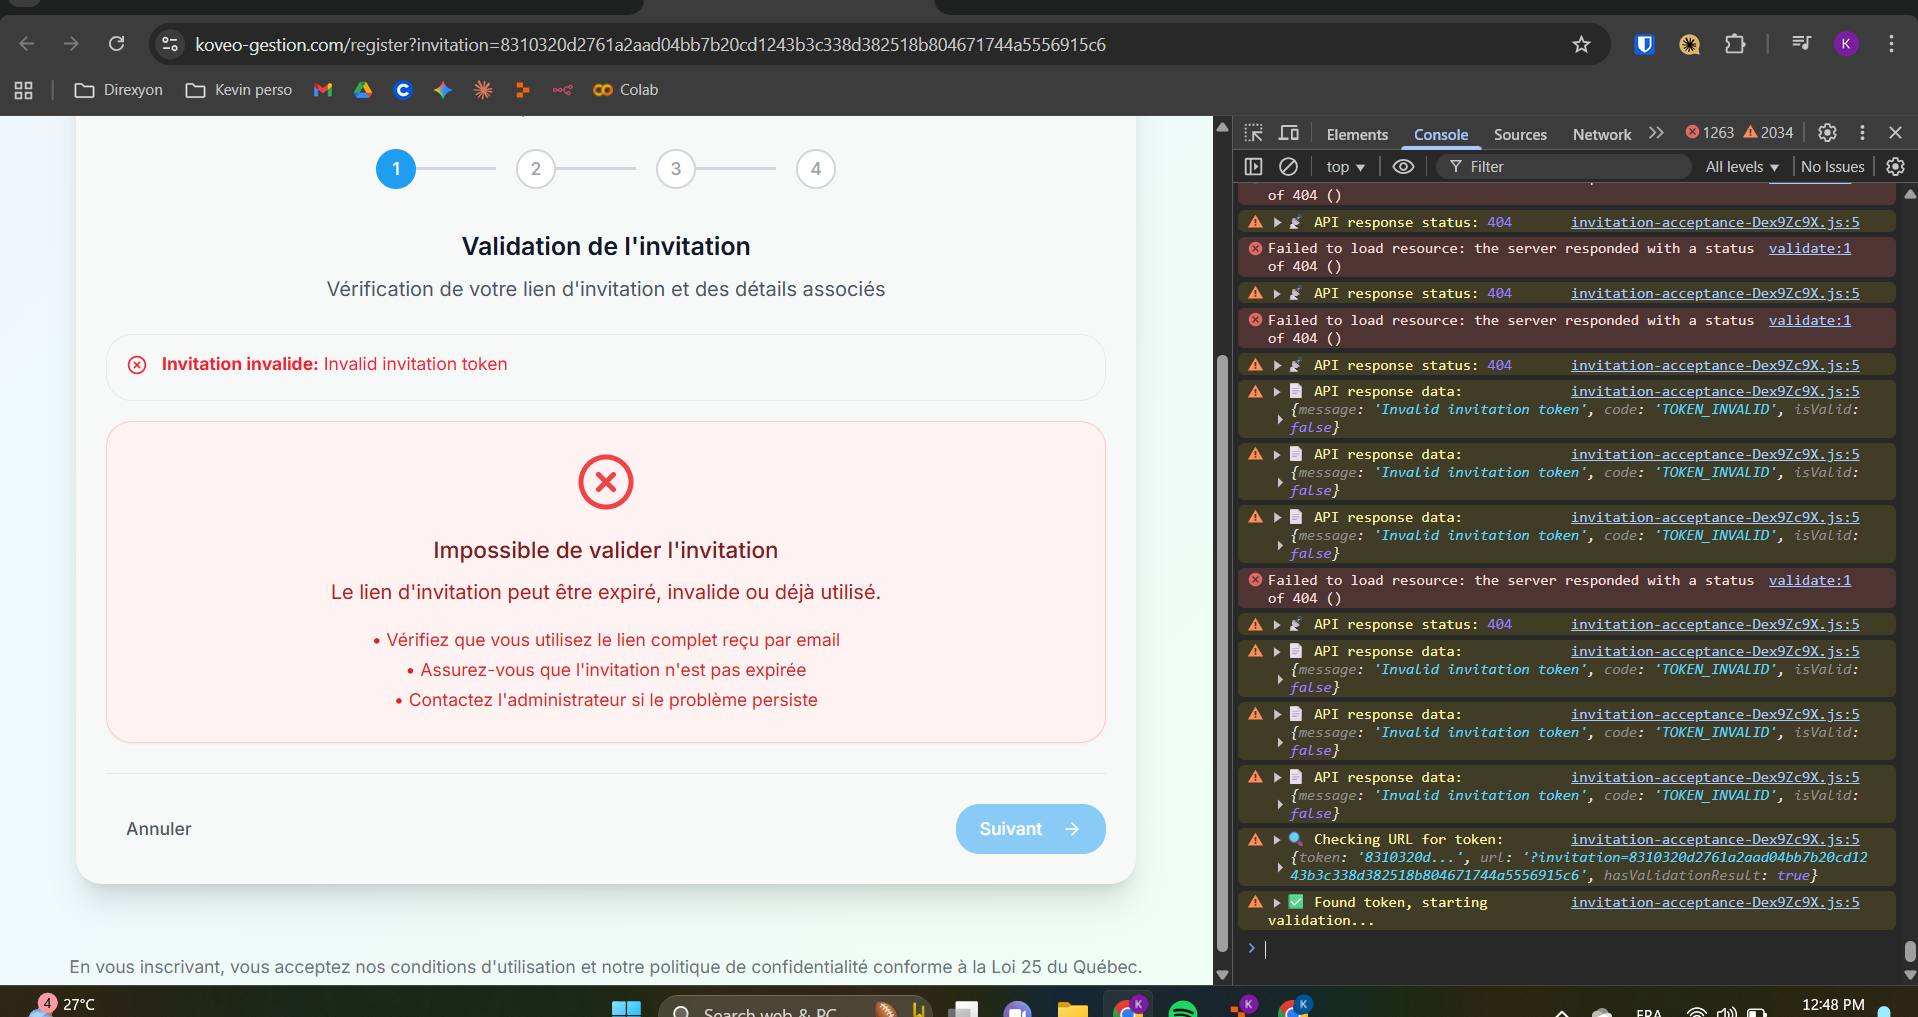 koveo-gestion.com/register?invitation=8310320d2761a2aad04bb7b20cd1243b3c338d382518b804671744a5556915c6
K
Direxyon
Kevin perso
Colab
1
2
3
4
Validation de l'invitation
Vérification de votre lien d'invitation et des détails associés
Invitation invalide: Invalid invitation token
Impossible de valider l'invitation
Le lien d'invitation peut être expiré, invalide ou déjà utilisé.
• Vérifiez que vous utilisez le lien complet reçu par email
• Assurez-vous que l'invitation n'est pas expirée
• Contactez l'administrateur si le problème persiste
Annuler
Suivant
En vous inscrivant, vous acceptez nos conditions d'utilisation et notre politique de confidentialité conforme à la Loi 25 du Québec.
Elements Console Sources Network 1263 2034
top Filter All levels No Issues
of 404 ()
API response status: 404 invitation-acceptance-Dex9Zc9X.js:5
Failed to load resource: the server responded with a status validate:1
of 404 ()
API response status: 404 invitation-acceptance-Dex9Zc9X.js:5
Failed to load resource: the server responded with a status validate:1
of 404 ()
API response status: 404 invitation-acceptance-Dex9Zc9X.js:5
API response data: invitation-acceptance-Dex9Zc9X.js:5
{message: 'Invalid invitation token', code: 'TOKEN_INVALID', isValid:
false}
API response data: invitation-acceptance-Dex9Zc9X.js:5
{message: 'Invalid invitation token', code: 'TOKEN_INVALID', isValid:
false}
API response data: invitation-acceptance-Dex9Zc9X.js:5
{message: 'Invalid invitation token', code: 'TOKEN_INVALID', isValid:
false}
Failed to load resource: the server responded with a status validate:1
of 404 ()
API response status: 404 invitation-acceptance-Dex9Zc9X.js:5
API response data: invitation-acceptance-Dex9Zc9X.js:5
{message: 'Invalid invitation token', code: 'TOKEN_INVALID', isValid:
false}
API response data: invitation-acceptance-Dex9Zc9X.js:5
{message: 'Invalid invitation token', code: 'TOKEN_INVALID', isValid:
false}
API response data: invitation-acceptance-Dex9Zc9X.js:5
{message: 'Invalid invitation token', code: 'TOKEN_INVALID', isValid:
false}
Checking URL for token: invitation-acceptance-Dex9Zc9X.js:5
{token: '8310320d...', url: '?invitation=8310320d2761a2aad04bb7b20cd12
43b3c338d382518b804671744a5556915c6', hasValidationResult: true}
Found token, starting invitation-acceptance-Dex9Zc9X.js:5
validation...
4
27°C
Search web & PC
K
K
K
FRA
12:48 PM